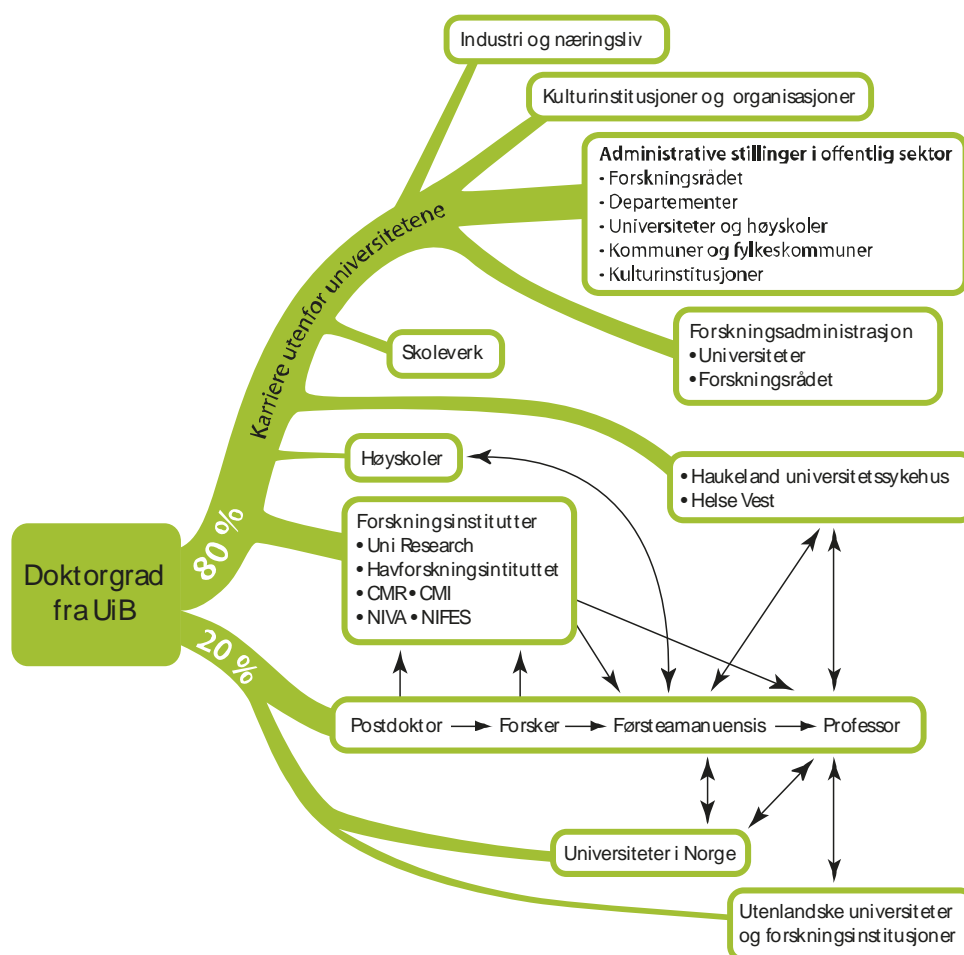 Industri og næringsliv
Kulturinstitusjoner og organisasjoner
Administrative stillinger i offentlig sektor
- Forskningsrådet
- Departementer
- Universiteter og høyskoler
- Kommuner og fylkeskommuner
- Kulturinstitusjoner
Karriere utenfor universitetene
Forskningsadministrasjon
• Universiteter
• Forskningsrådet
Skoleverk
Høyskoler
• Haukeland universitetssykehus
• Helse Vest
80 %
Forskningsinstitutter
• Uni Research
• Havforskningsintituttet
• CMR • CMI
• NIVA • NIFES
Doktorgrad
fra UiB
20 %
Postdoktor
Forsker
Førsteamanuensis
Professor
Universiteter i Norge
Utenlandske universiteter
og forskningsinstitusjoner